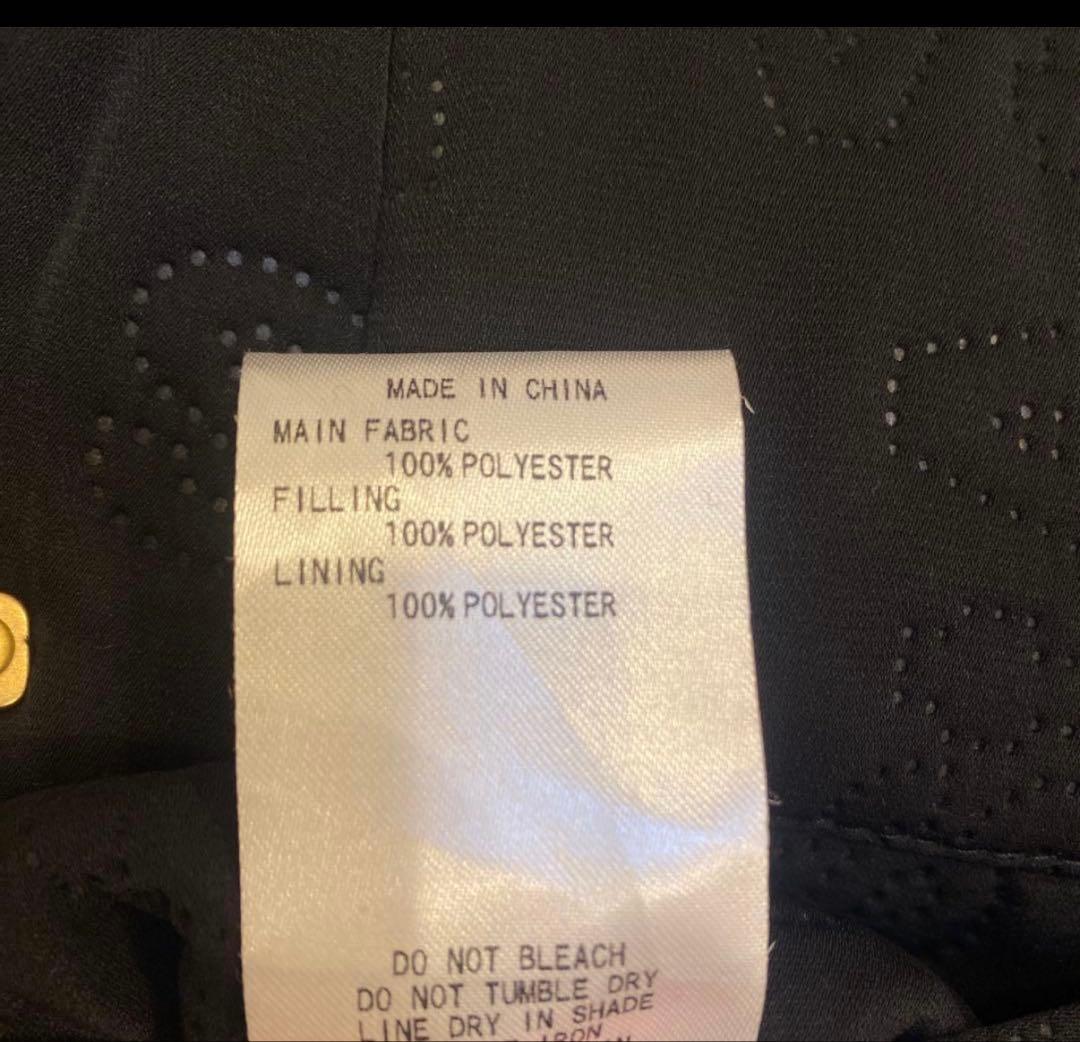 MADE IN CHINA
MAIN FABRIC
100% POLYESTER
FILLING
100% POLYESTER
LINING
100% POLYESTER
DO NOT BLEACH
DO NOT TUMBLE DRY
LINE DRY IN SHADE
IRON